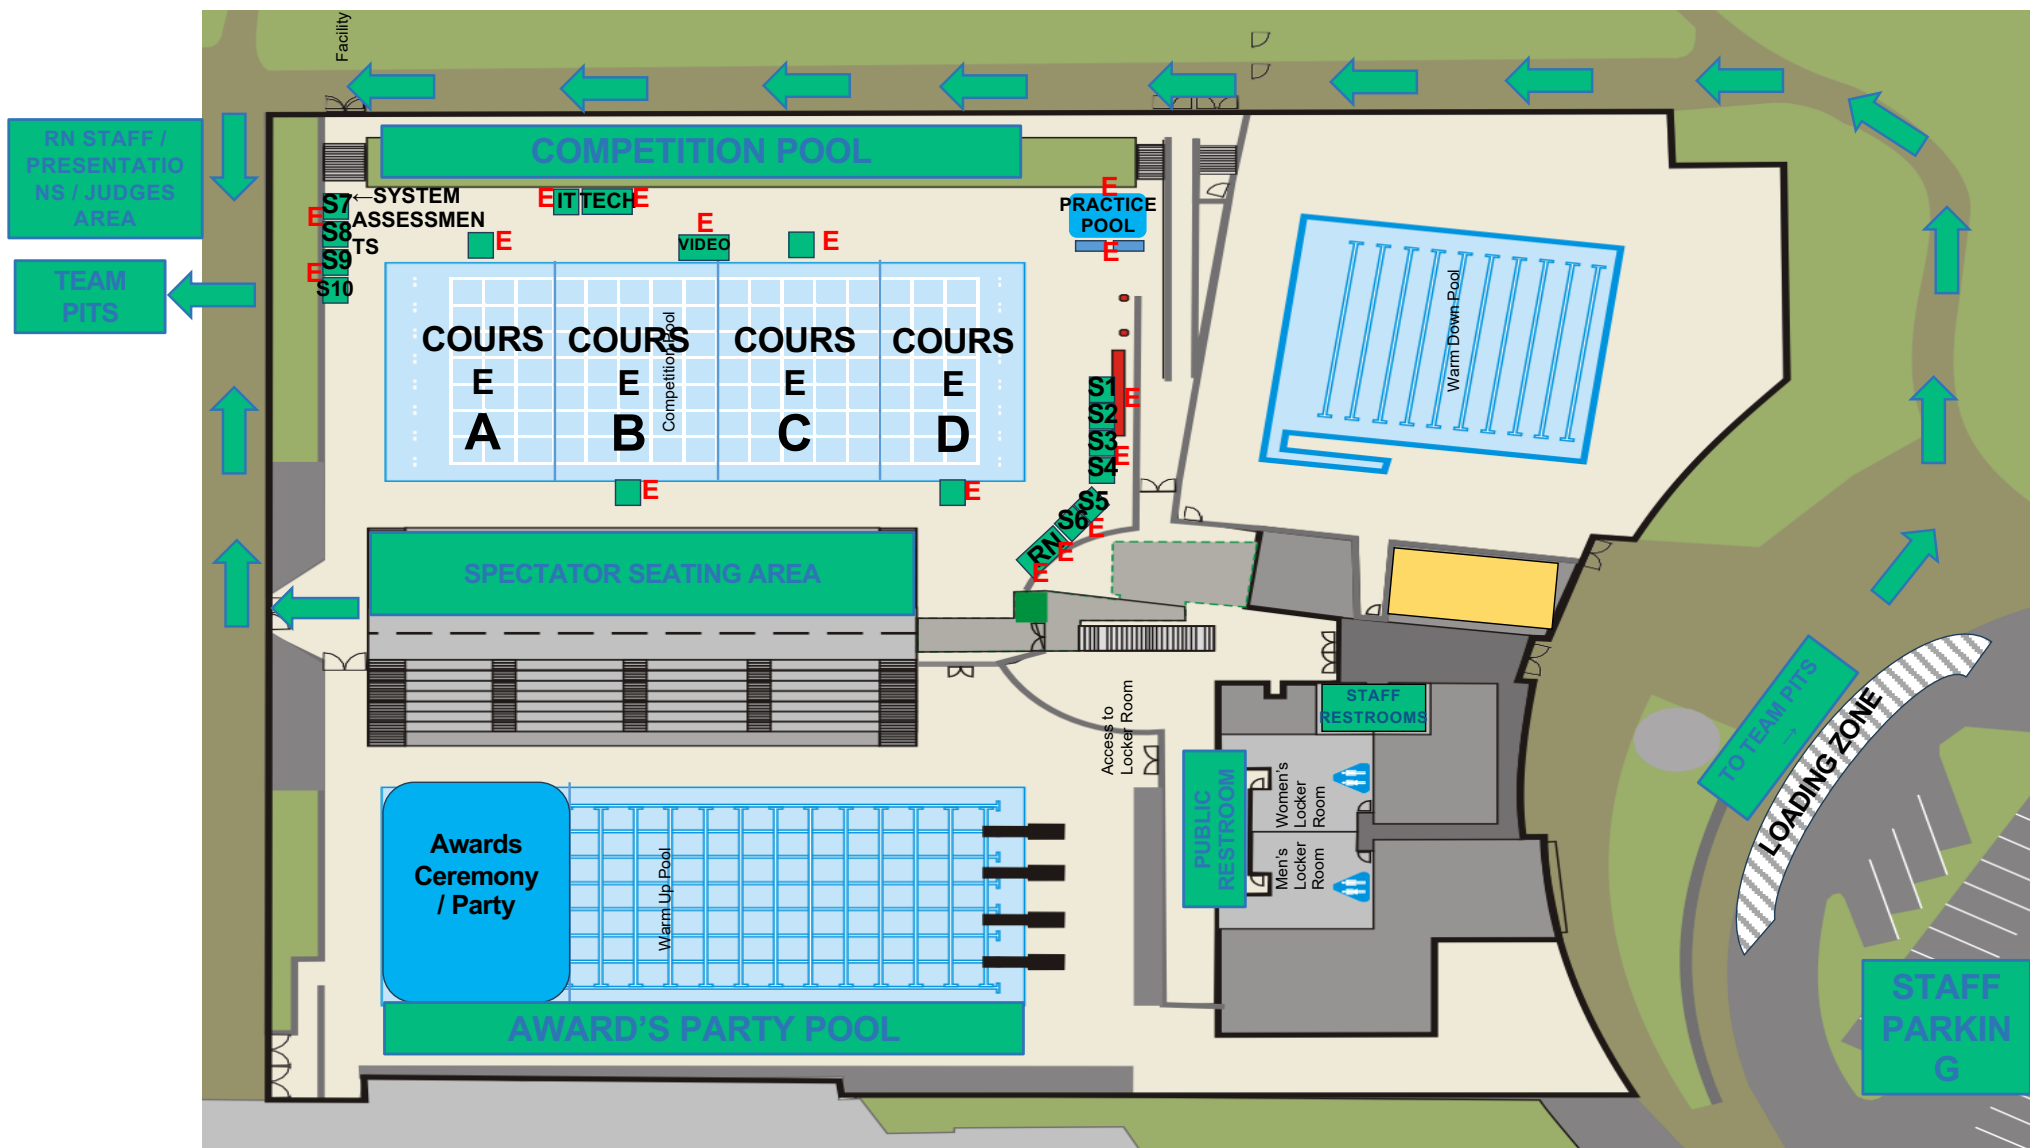 Facility
RN STAFF /
PRESENTATIO
NS / JUDGES
AREA
TEAM
PITS
COMPETITION POOL
S7
←SYSTEM
ASSESSMEN
TS
E
S8
S9
E
S10
E
IT
TECH
E
E
E
VIDEO
E
E
PRACTICE
POOL
E
COURS
E
A
COURS
E
B
Competition Pool
COURS
E
C
COURS
E
D
Warm Down Pool
S1
E
S2
S3
E
S4
S5
S6
E
RN
E
E
E
E
SPECTATOR SEATING AREA
STAFF
RESTROOMS
Access to
Locker Room
PUBLIC
RESTROOM
Women's
Locker
Room
Men's
Locker
Room
TO TEAM PITS
→
LOADING ZONE
Awards
Ceremony
/ Party
Warm Up Pool
AWARD'S PARTY POOL
STAFF
PARKIN
G